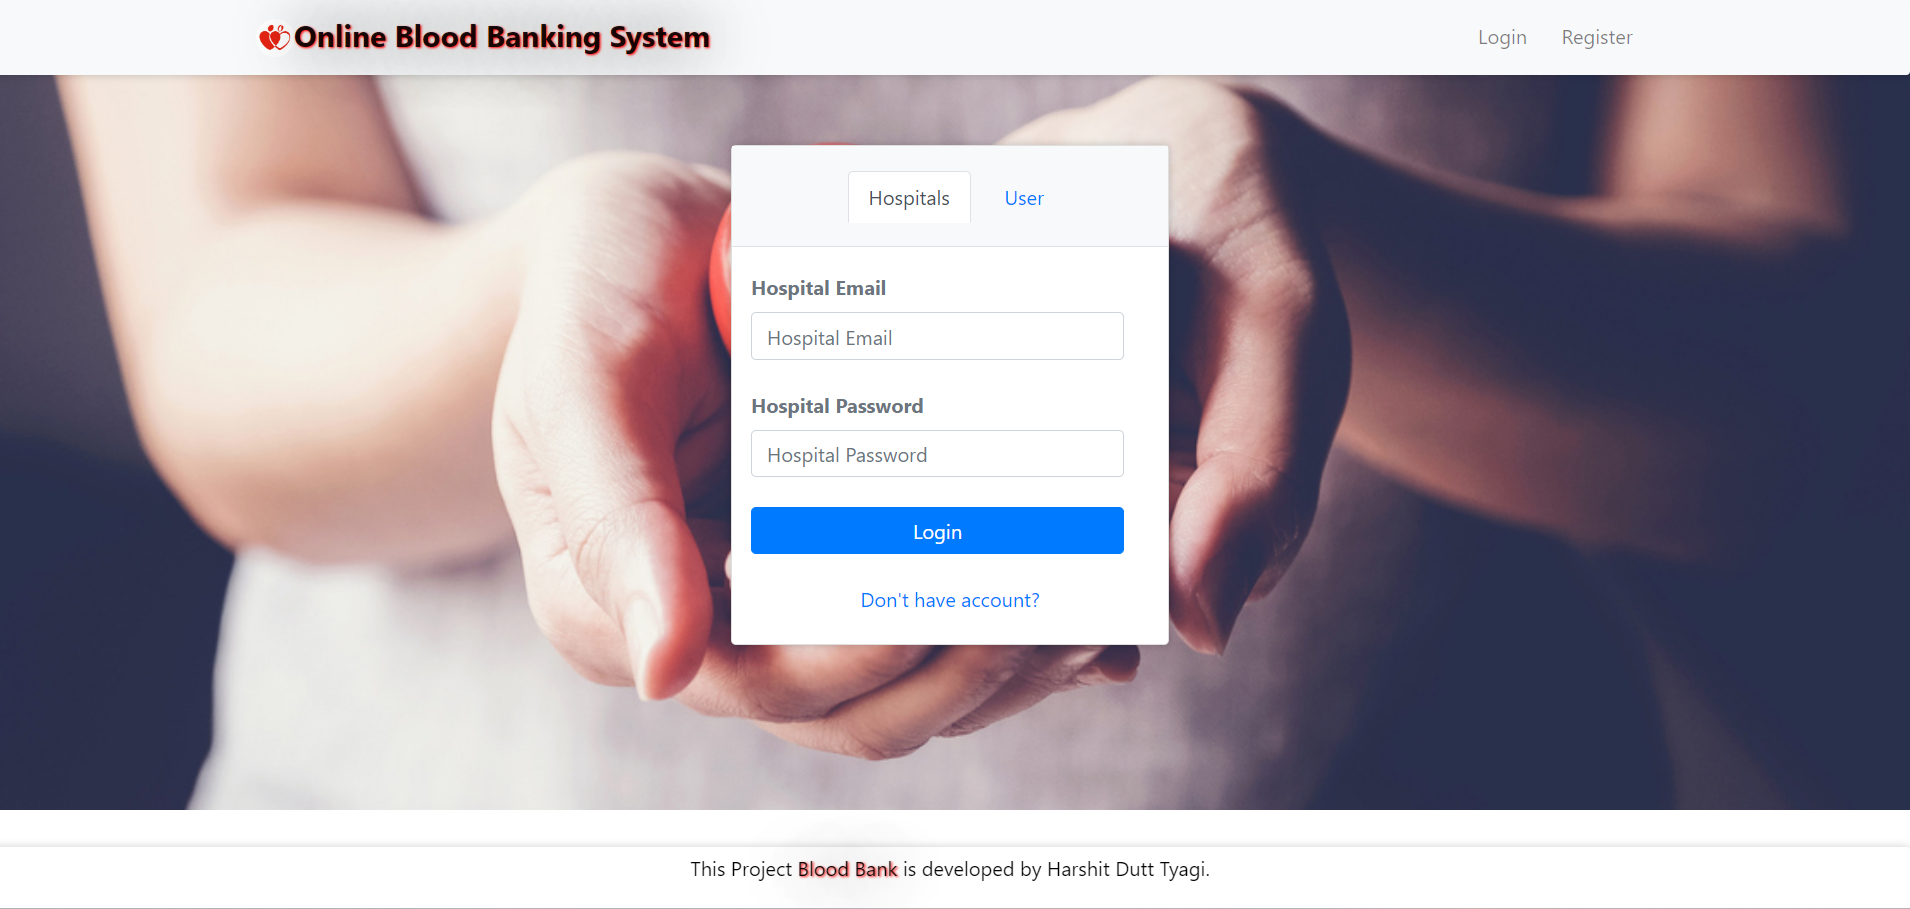 Online Blood Banking System
Login
Register
Hospitals
User
Hospital Email
Hospital Email
Hospital Password
Hospital Password
Login
Don't have account?
This Project Blood Bank is developed by Harshit Dutt Tyagi.